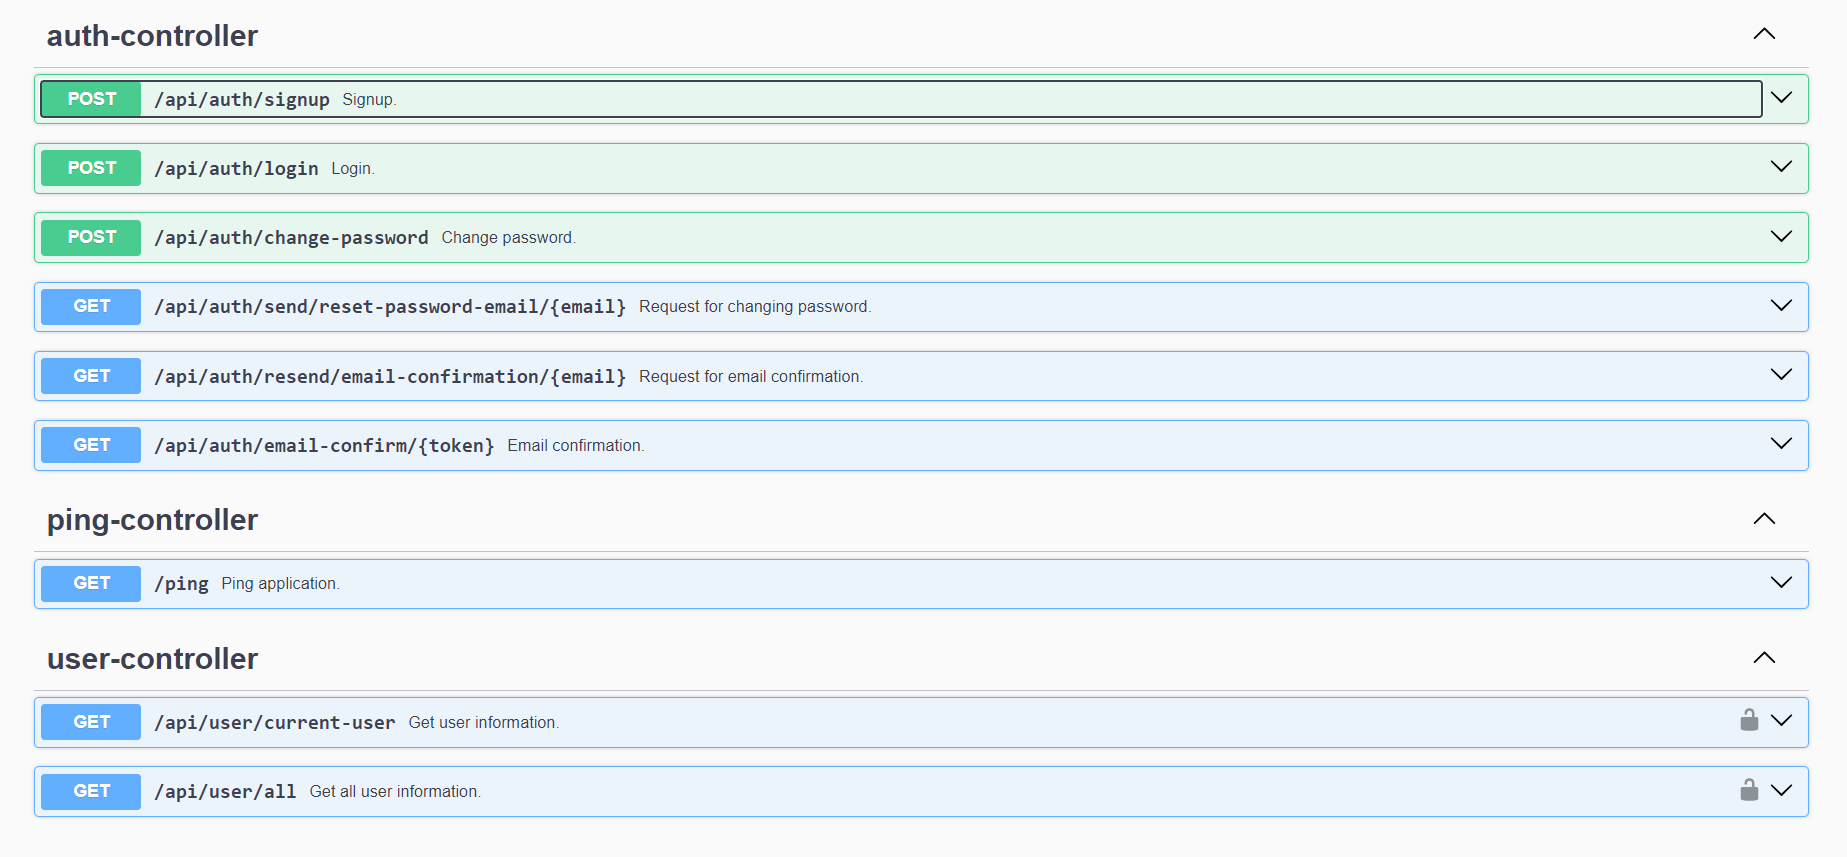 auth-controller
POST /api/auth/signup Signup.
POST /api/auth/login Login.
POST /api/auth/change-password Change password.
GET /api/auth/send/reset-password-email/{email} Request for changing password.
GET /api/auth/resend/email-confirmation/{email} Request for email confirmation.
GET /api/auth/email-confirm/{token} Email confirmation.
ping-controller
GET /ping Ping application.
user-controller
GET /api/user/current-user Get user information.
GET /api/user/all Get all user information.